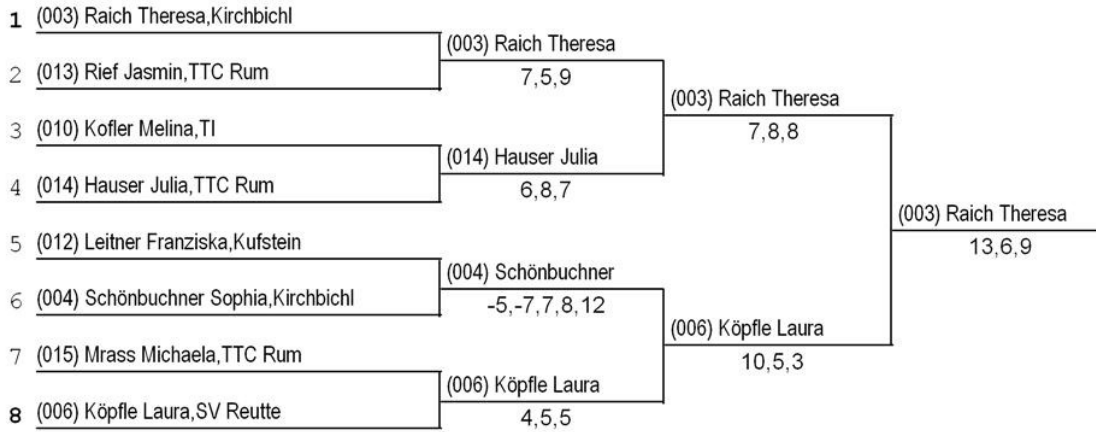 1 (003) Raich Theresa,Kirchbichl
(003) Raich Theresa
2 (013) Rief Jasmin,TTC Rum
7,5,9
(003) Raich Theresa
3 (010) Kofler Melina,TI
7,8,8
(014) Hauser Julia
4 (014) Hauser Julia,TTC Rum
6,8,7
(003) Raich Theresa
5 (012) Leitner Franziska,Kufstein
13,6,9
(004) Schönbuchner
6 (004) Schönbuchner Sophia,Kirchbichl
-5,-7,7,8,12
(006) Köpfle Laura
7 (015) Mrass Michaela,TTC Rum
10,5,3
(006) Köpfle Laura
8 (006) Köpfle Laura,SV Reutte
4,5,5